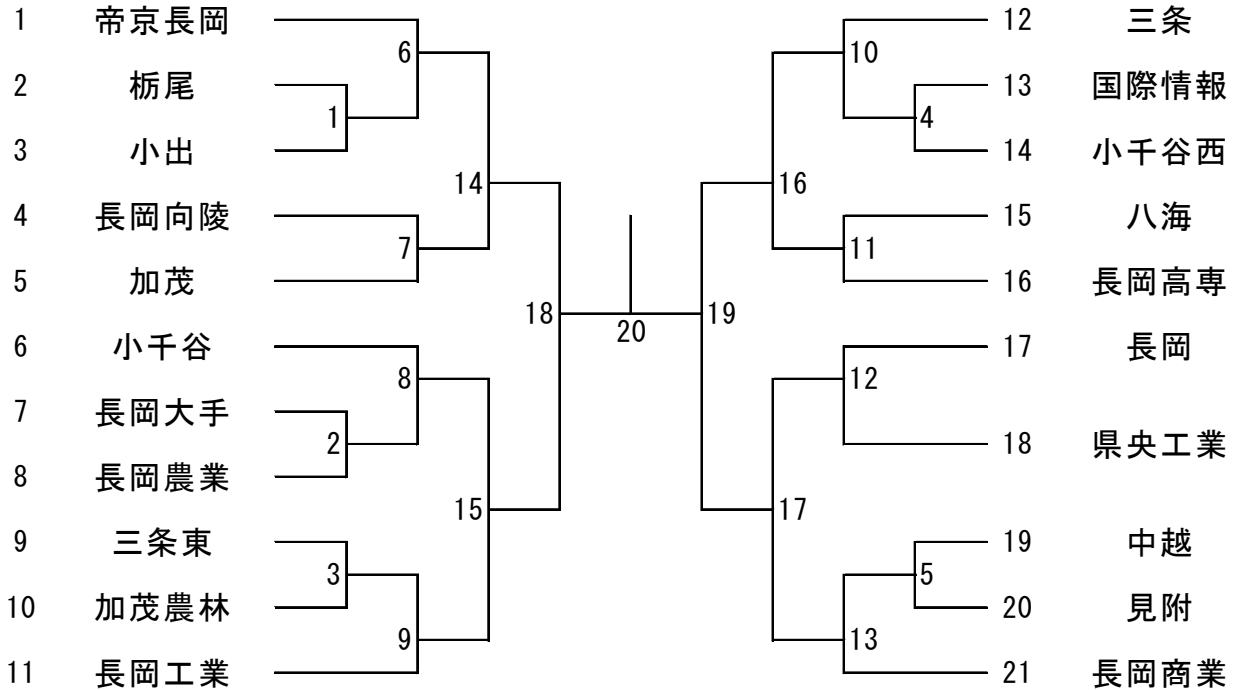 1 帝京長岡
2 栃尾
3 小出
4 長岡向陵
5 加茂
6 小千谷
7 長岡大手
8 長岡農業
9 三条東
10 加茂農林
11 長岡工業
6
1
14
7
18
8
2
15
3
9
20
12 三条
13 国際情報
14 小千谷西
15 八海
16 長岡高専
17 長岡
18 県央工業
19 中越
20 見附
21 長岡商業
10
4
16
11
19
12
17
5
13